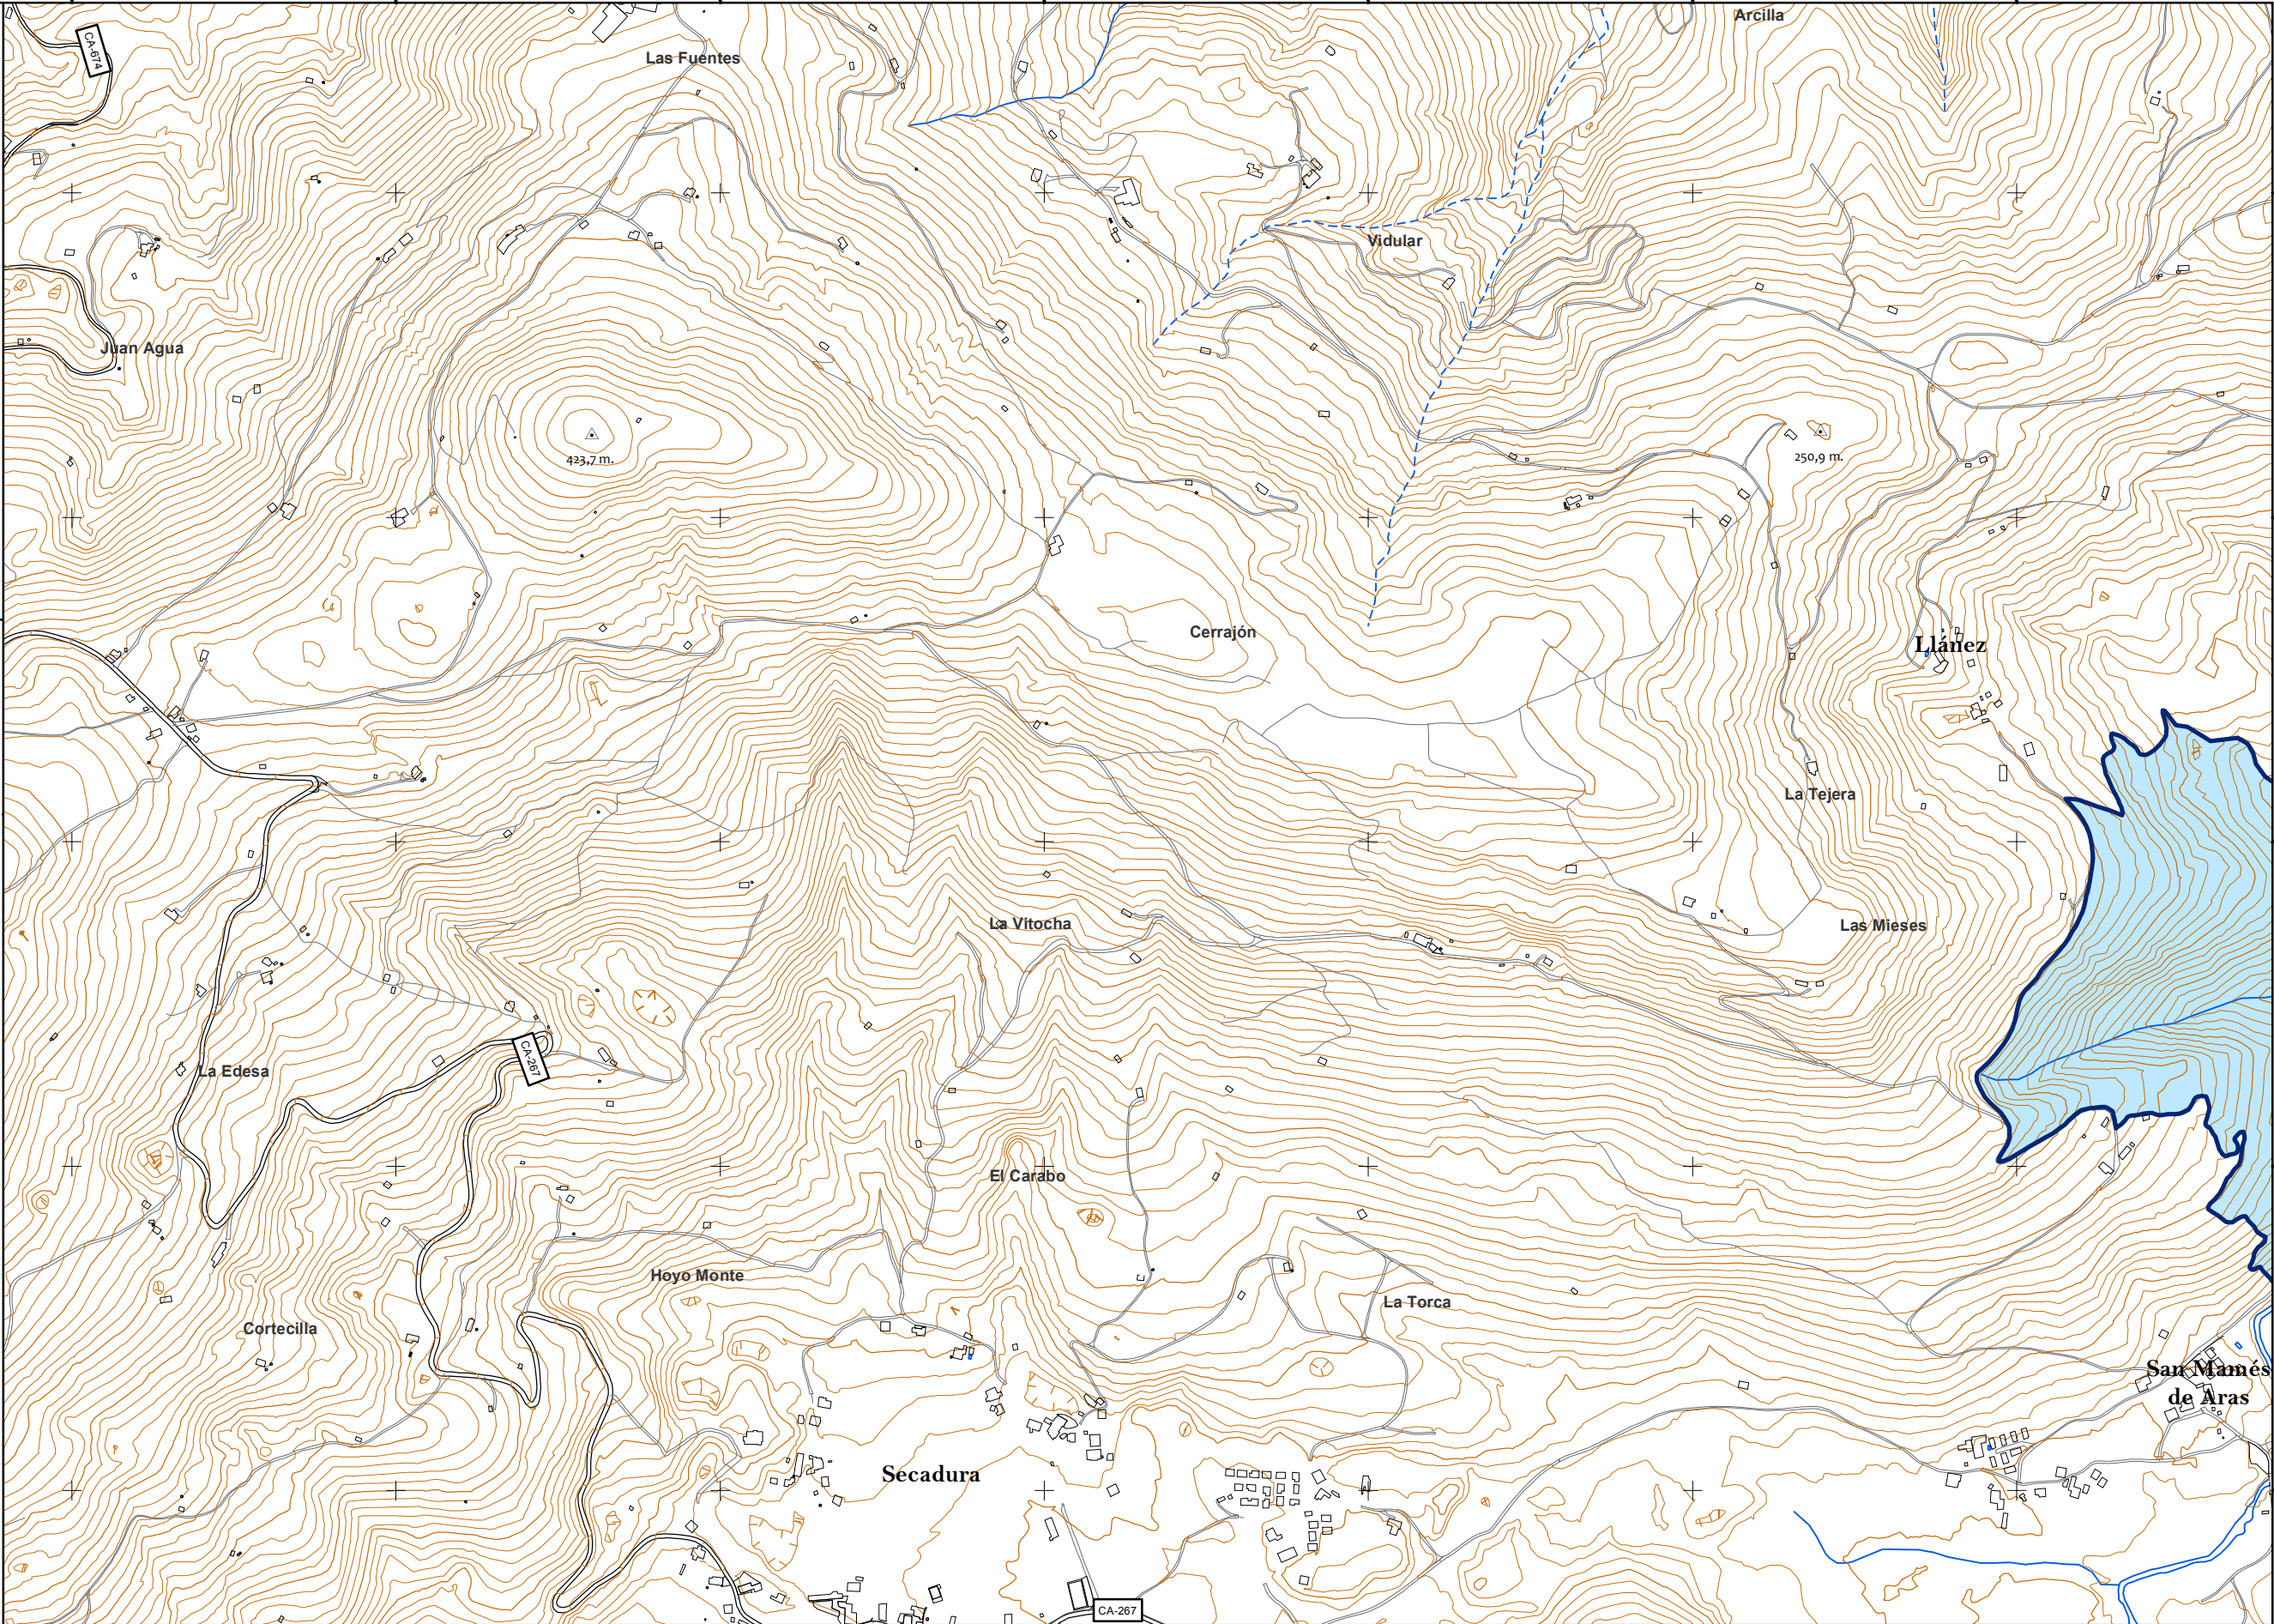 Arcilla
CA-674
Las Fuentes
Vidular
Juan Agua
423,7 m.
250,9 m.
Cerrajón
Llánez
La Tejera
La Vitocha
Las Mieses
CA-267
La Edesa
El Carabo
Hoyo Monte
La Torca
Cortecilla
San Mamés
de Aras
Secadura
CA-267